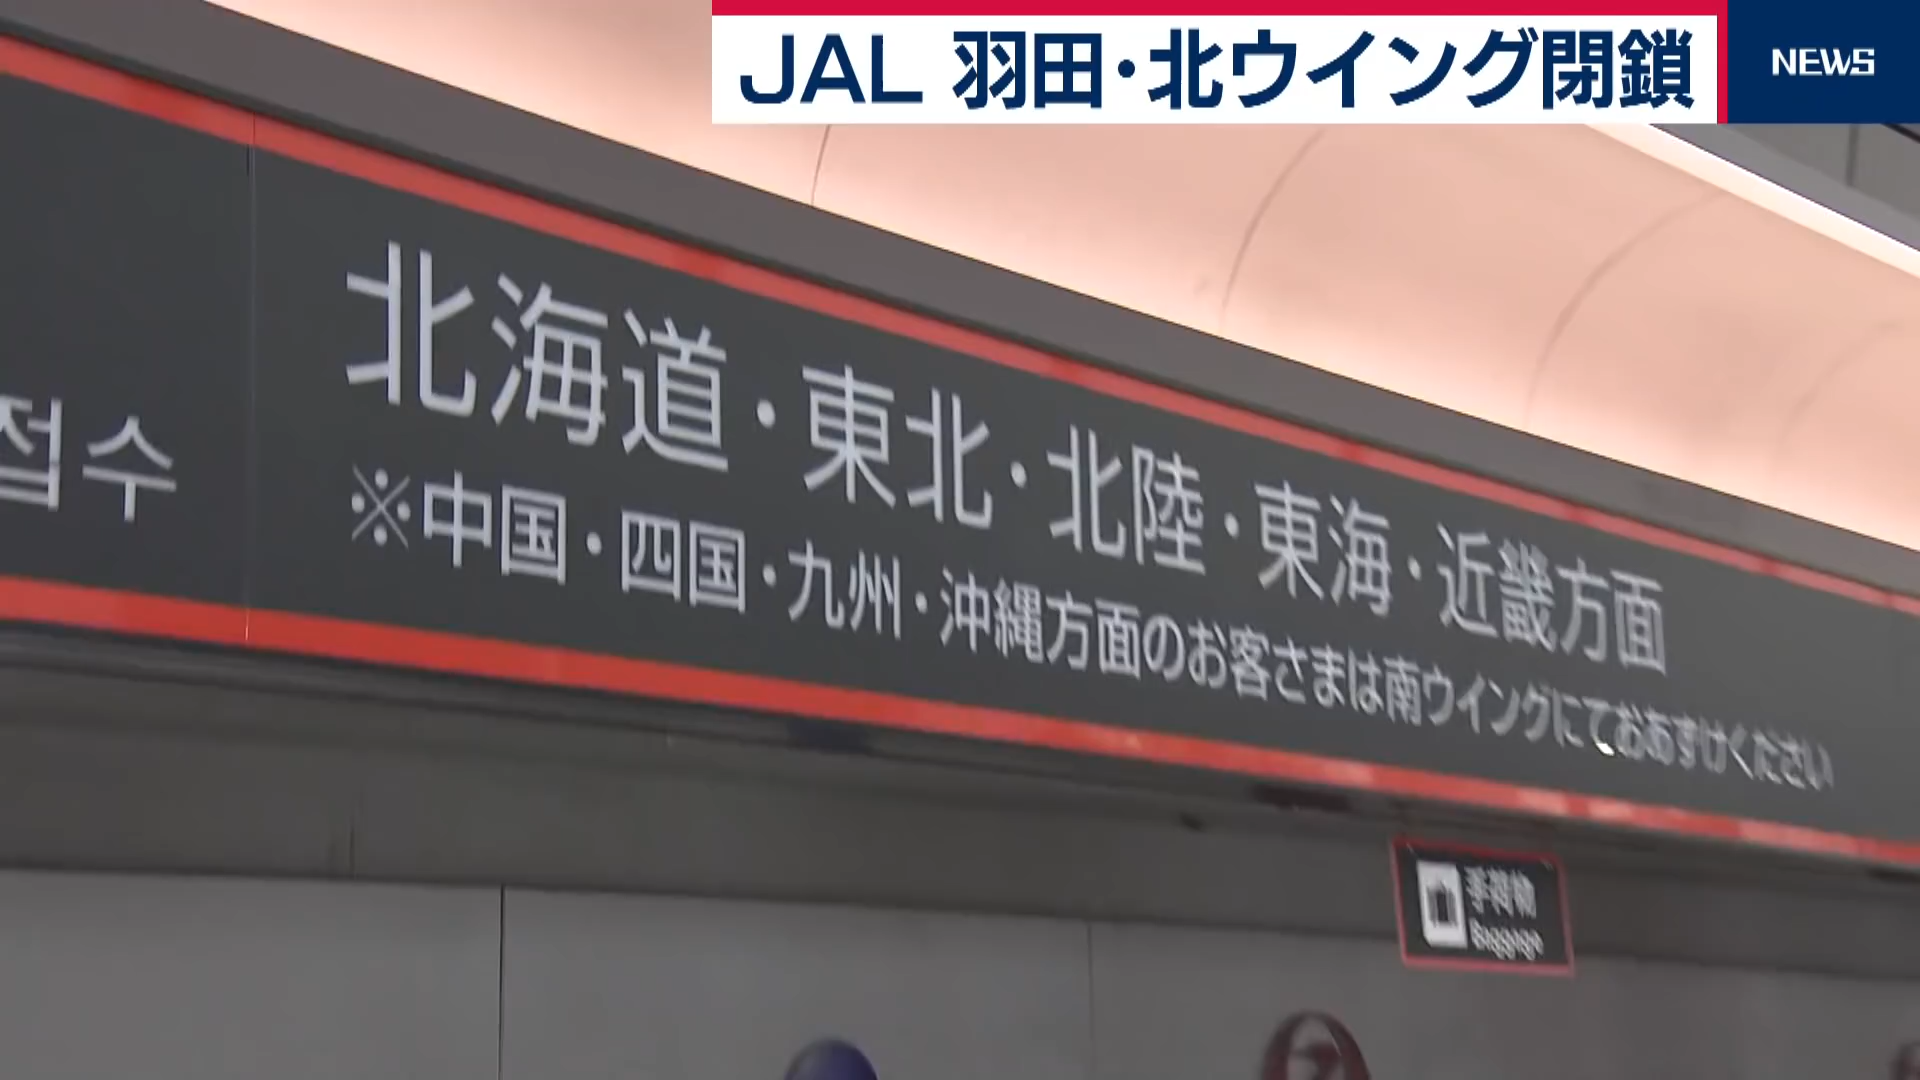 JAL 羽田・北ウイング閉鎖
NEWS
접수
北海道・東北・北陸・東海・近畿方面
※中国・四国・九州・沖縄方面のお客さまは南ウイングにておあずけください
手荷物
Baggage